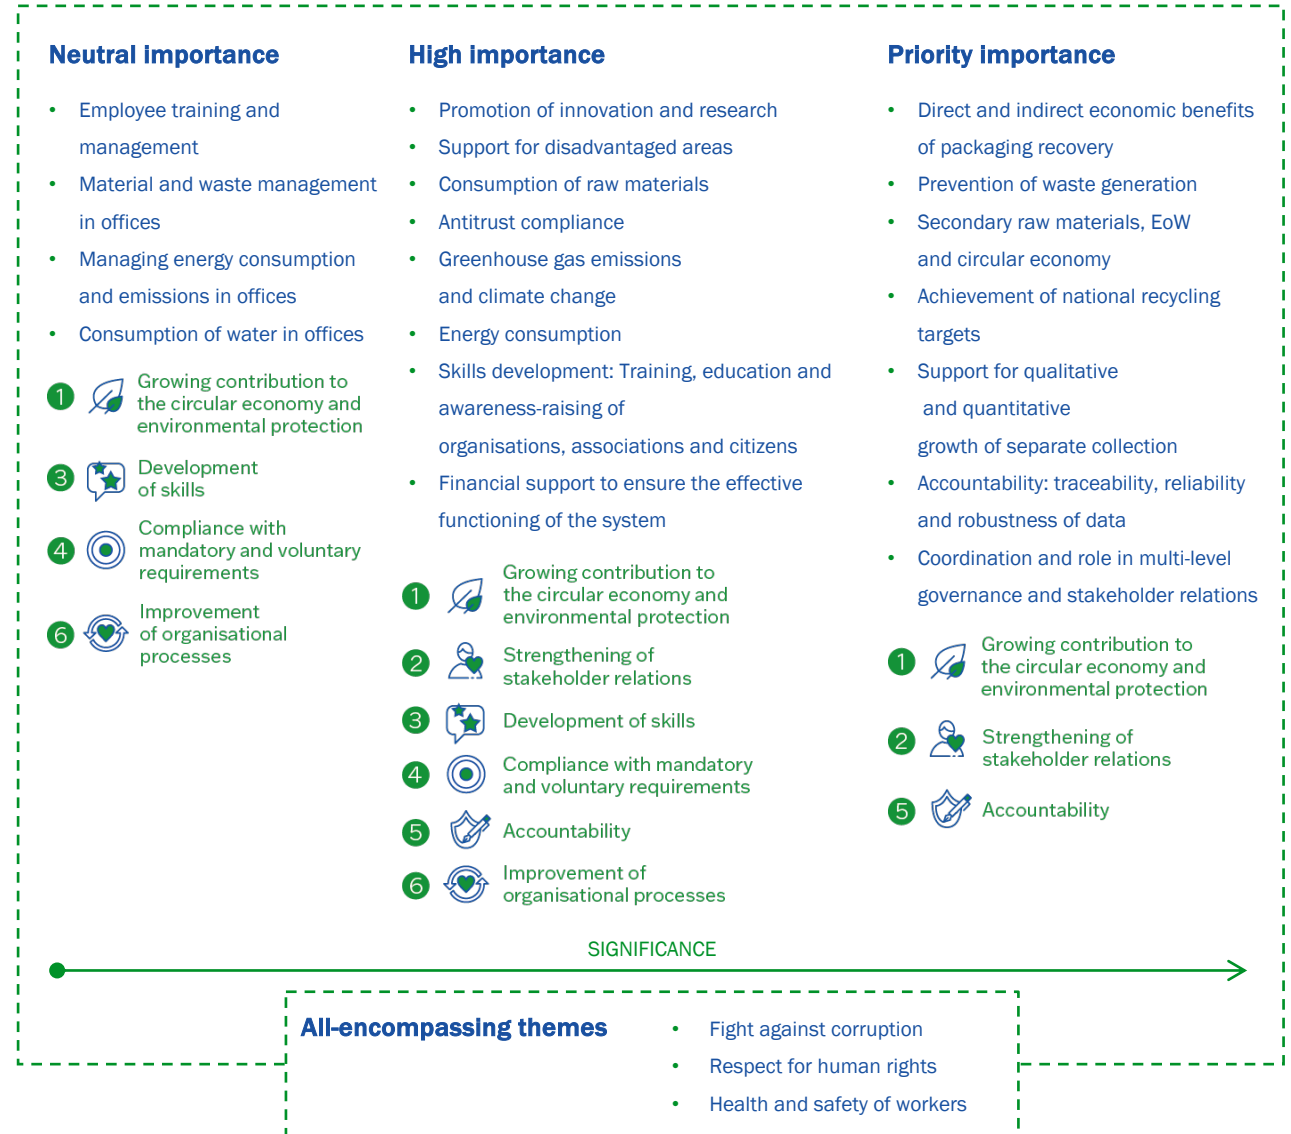 Neutral importance
• Employee training and
management
• Material and waste management
in offices
• Managing energy consumption
and emissions in offices
• Consumption of water in offices
1 Growing contribution to
the circular economy and
environmental protection
3 Development
of skills
4 Compliance with
mandatory and voluntary
requirements
6 Improvement
of organisational
processes
High importance
• Promotion of innovation and research
• Support for disadvantaged areas
• Consumption of raw materials
• Antitrust compliance
• Greenhouse gas emissions
and climate change
• Energy consumption
• Skills development: Training, education and
awareness-raising of
organisations, associations and citizens
• Financial support to ensure the effective
functioning of the system
1 Growing contribution to
the circular economy and
environmental protection
2 Strengthening of
stakeholder relations
3 Development of skills
4 Compliance with mandatory
and voluntary requirements
5 Accountability
6 Improvement of
organisational processes
Priority importance
• Direct and indirect economic benefits
of packaging recovery
• Prevention of waste generation
• Secondary raw materials, EoW
and circular economy
• Achievement of national recycling
targets
• Support for qualitative
and quantitative
growth of separate collection
• Accountability: traceability, reliability
and robustness of data
• Coordination and role in multi-level
governance and stakeholder relations
1 Growing contribution to
the circular economy and
environmental protection
2 Strengthening of
stakeholder relations
5 Accountability
SIGNIFICANCE
All-encompassing themes
• Fight against corruption
• Respect for human rights
• Health and safety of workers